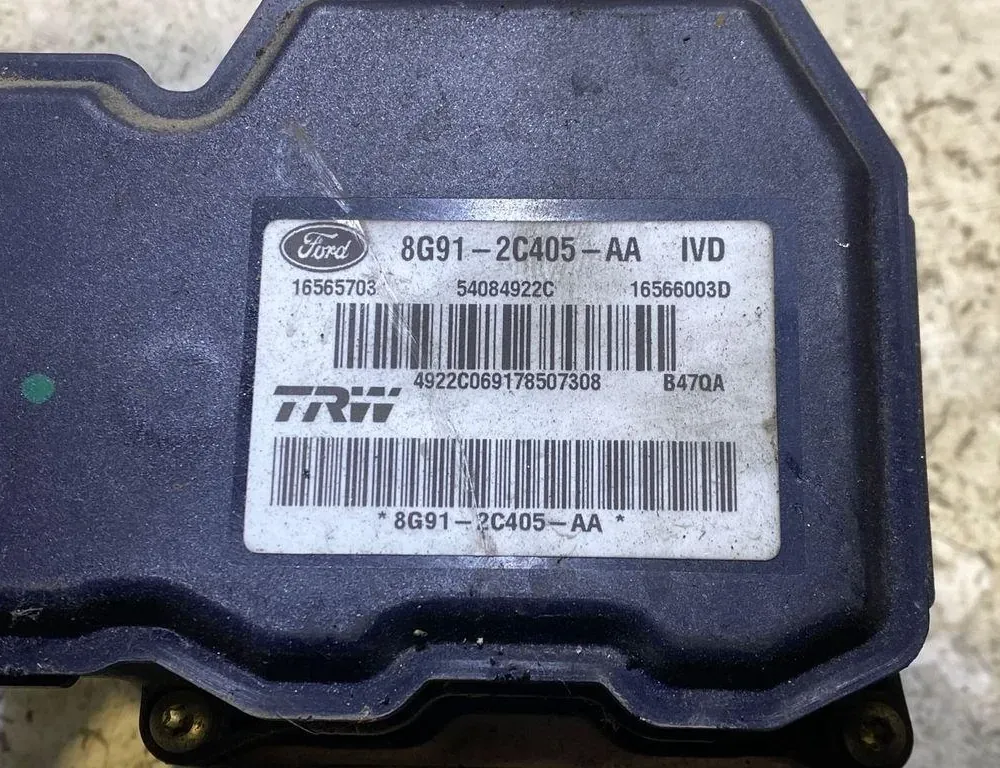 Ford 8G91-2C405-AA IVD
16565703 54084922C 16566003D
4922C069178507308 B47QA
TRW
*8G91-2C405-AA*